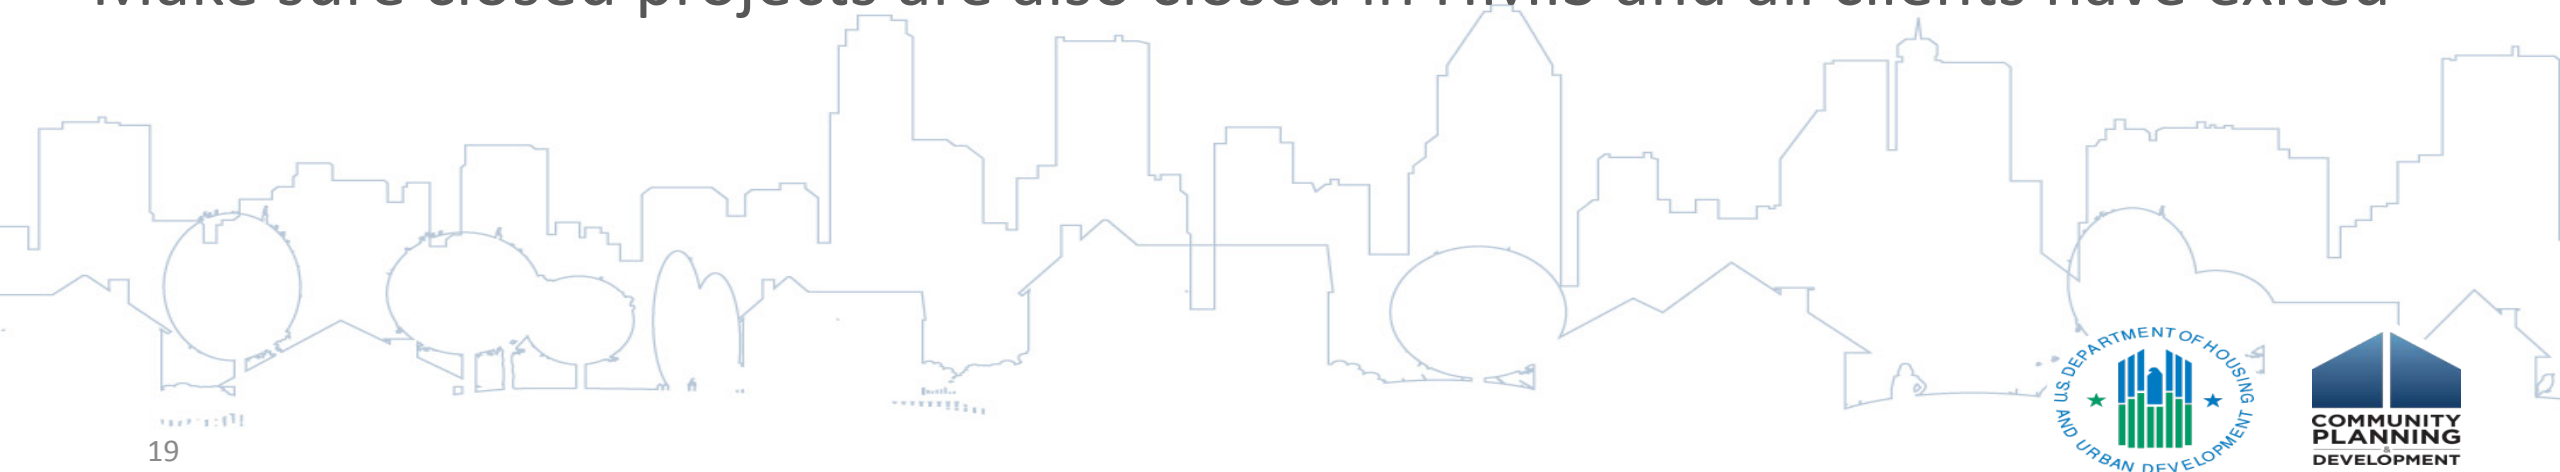 Make sure closed projects are also closed in HMIS and all clients have exited
U.S. DEPARTMENT OF HOUSING
AND URBAN DEVELOPMENT
COMMUNITY
PLANNING
&
DEVELOPMENT
19